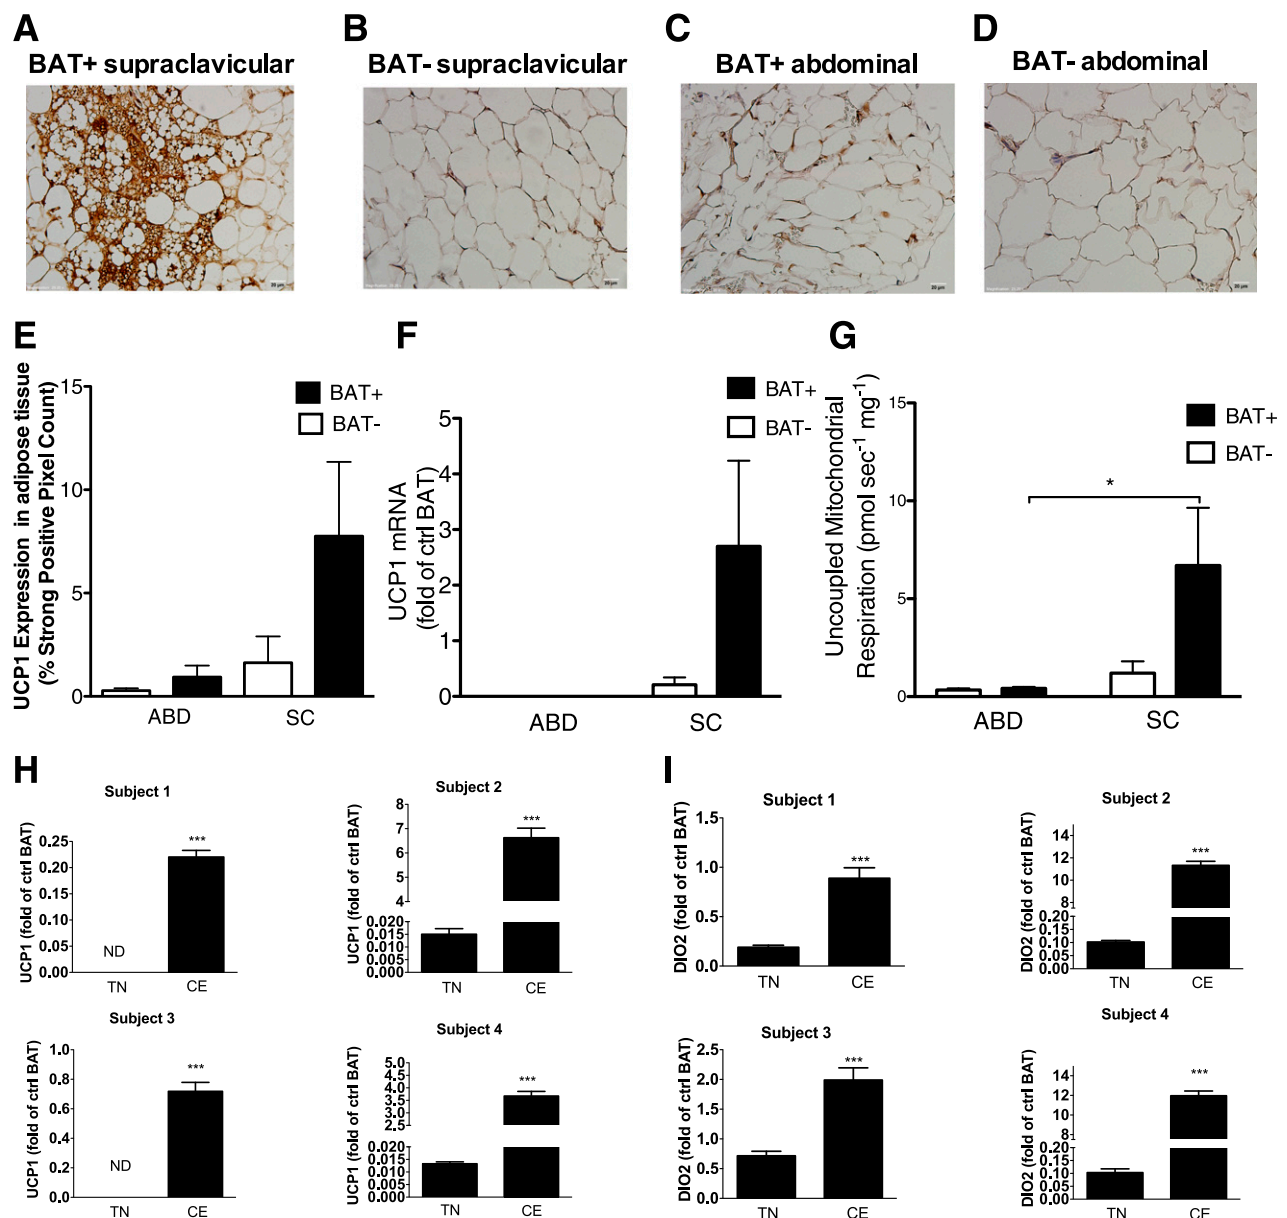 A
BAT+ supraclavicular
B
BAT- supraclavicular
C
BAT+ abdominal
D
BAT- abdominal
20 µm
20 µm
20 µm
20 µm
E
UCP1 Expression in adipose tissue
(% Strong Positive Pixel Count)
15
10
5
0
BAT+
BAT-
ABD
SC
F
UCP1 mRNA
(fold of ctrl BAT)
5
4
3
2
1
0
BAT+
BAT-
ABD
SC
G
Uncoupled Mitochondrial
Respiration (pmol sec-1 mg-1)
15
10
5
0
*
BAT+
BAT-
ABD
SC
H
Subject 1
UCP1 (fold of ctrl BAT)
0.25
0.20
0.15
0.10
0.05
0.00
ND
***
TN
CE
Subject 2
UCP1 (fold of ctrl BAT)
8
7
6
5
4
0.020
0.015
0.010
0.005
0.000
***
TN
CE
Subject 3
UCP1 (fold of ctrl BAT)
1.0
0.8
0.6
0.4
0.2
0.0
ND
***
TN
CE
Subject 4
UCP1 (fold of ctrl BAT)
5.0
4.5
4.0
3.5
3.0
2.5
0.020
0.015
0.010
0.005
0.000
***
TN
CE
I
Subject 1
DIO2 (fold of ctrl BAT)
1.5
1.0
0.5
0.0
***
TN
CE
Subject 2
DIO2 (fold of ctrl BAT)
14
12
10
8
0.20
0.15
0.10
0.05
0.00
***
TN
CE
Subject 3
DIO2 (fold of ctrl BAT)
2.5
2.0
1.5
1.0
0.5
0.0
***
TN
CE
Subject 4
DIO2 (fold of ctrl BAT)
14
12
10
8
0.20
0.15
0.10
0.05
0.00
***
TN
CE